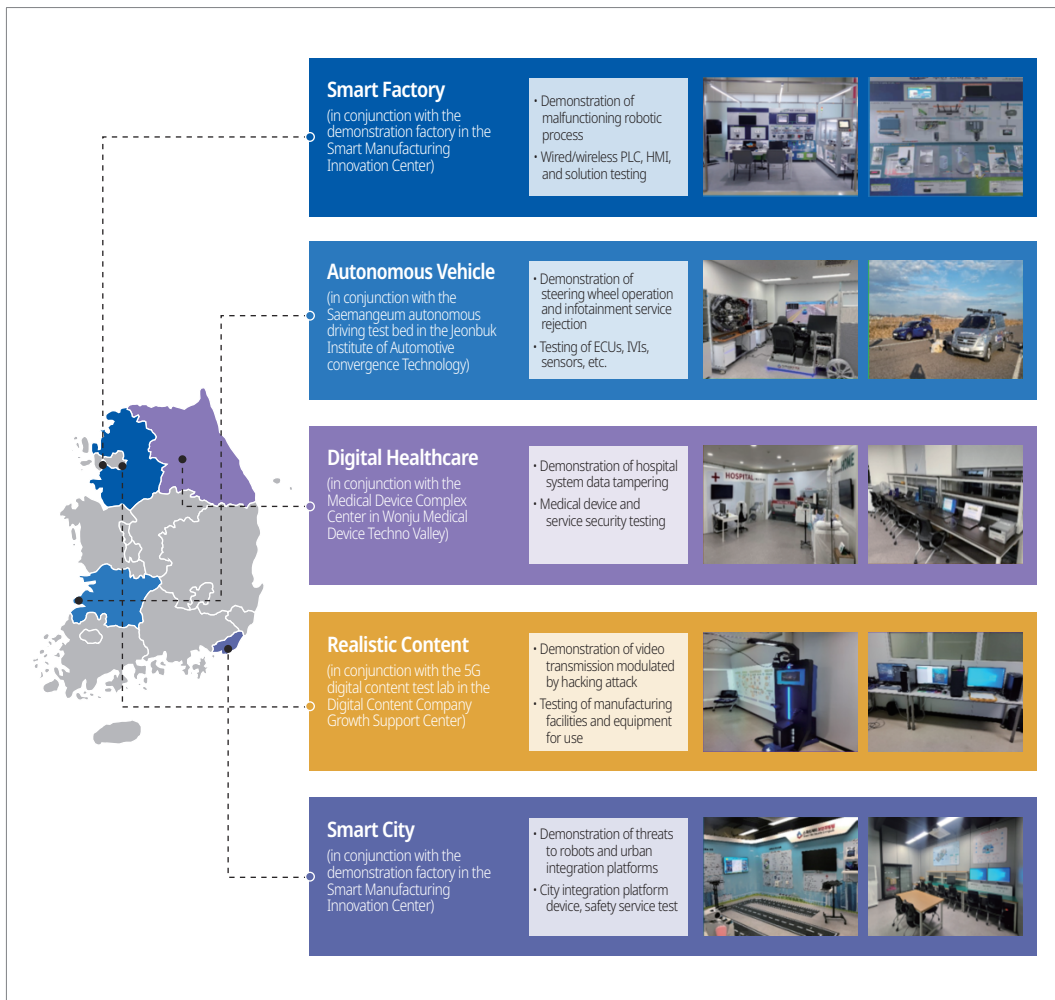 Smart Factory
(in conjunction with the
demonstration factory in the
Smart Manufacturing
Innovation Center)
• Demonstration of
malfunctioning robotic
process
• Wired/wireless PLC, HMI,
and solution testing
Autonomous Vehicle
(in conjunction with the
Saemangeum autonomous
driving test bed in the Jeonbuk
Institute of Automotive
convergence Technology)
• Demonstration of
steering wheel operation
and infotainment service
rejection
• Testing of ECUs, IVIs,
sensors, etc.
Digital Healthcare
(in conjunction with the
Medical Device Complex
Center in Wonju Medical
Device Techno Valley)
• Demonstration of hospital
system data tampering
• Medical device and
service security testing
HOSPITAL
Realistic Content
(in conjunction with the 5G
digital content test lab in the
Digital Content Company
Growth Support Center)
• Demonstration of video
transmission modulated
by hacking attack
• Testing of manufacturing
facilities and equipment
for use
Smart City
(in conjunction with the
demonstration factory in the
Smart Manufacturing
Innovation Center)
• Demonstration of threats
to robots and urban
integration platforms
• City integration platform
device, safety service test